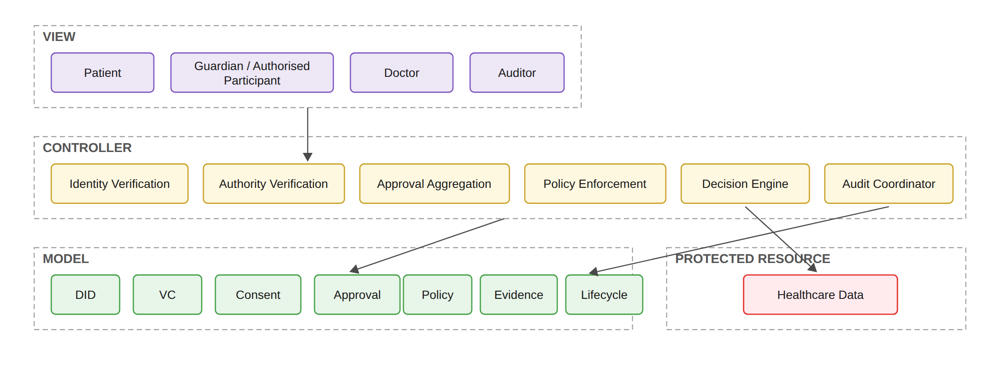 VIEW
Patient
Guardian / Authorised
Participant
Doctor
Auditor
CONTROLLER
Identity Verification
Authority Verification
Approval Aggregation
Policy Enforcement
Decision Engine
Audit Coordinator
MODEL
DID
VC
Consent
Approval
Policy
Evidence
Lifecycle
PROTECTED RESOURCE
Healthcare Data